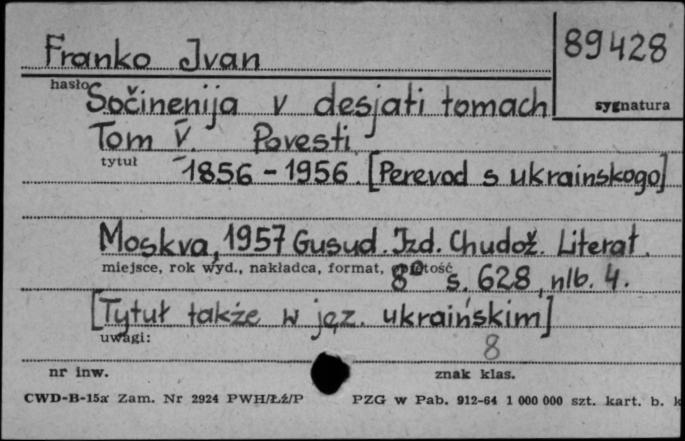 Franko Ivan
89428
hasło
Sočinenija v desjati tomach
sygnatura
Tom V. Povesti
tytuł
1856 - 1956. [Perevod s ukrainskogo]
Moskva, 1957 Gusud. Izd. Chudož. Literat.
miejsce, rok wyd., nakładca, format, objętość
8° s. 628, nlb. 4.
[Tytuł także w jęz. ukraińskim]
uwagi:
8
nr inw.
znak klas.
CWD-B-15a Zam. Nr 2924 PWH/Łź/P PZG w Pab. 912-64 1 000 000 szt. kart. b. k